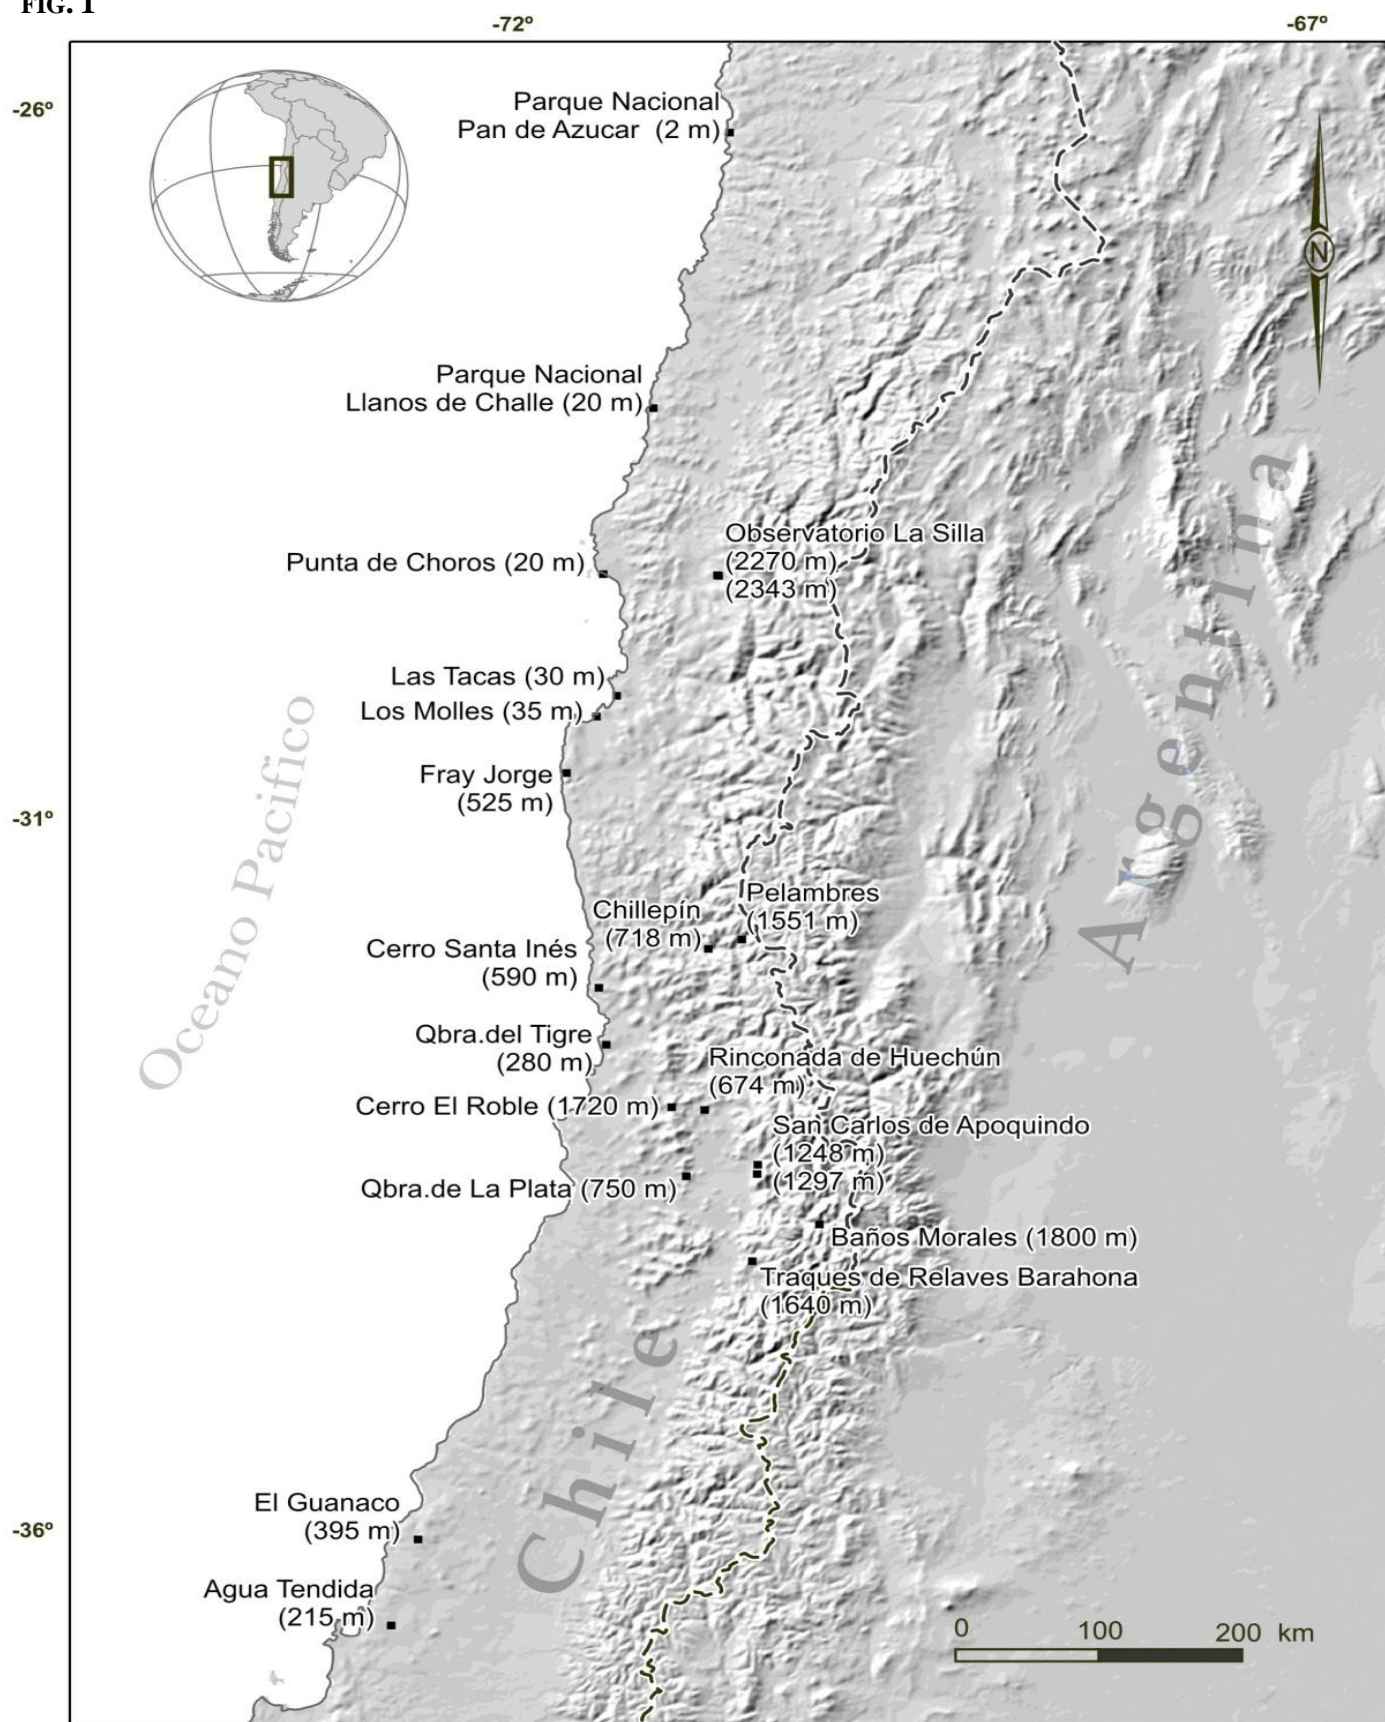 FIG. 1
-72º
-67º
-26º
Parque Nacional
Pan de Azucar (2 m)
N
Parque Nacional
Llanos de Challe (20 m)
Observatorio La Silla
(2270 m)
(2343 m)
Punta de Choros (20 m)
Las Tacas (30 m)
Los Molles (35 m)
Fray Jorge
(525 m)
-31º
Oceano Pacifico
Argentina
Pelambres
(1551 m)
Chillepín
(718 m)
Cerro Santa Inés
(590 m)
Qbra.del Tigre
(280 m)
Rinconada de Huechún
(674 m)
Cerro El Roble (1720 m)
San Carlos de Apoquindo
(1248 m)
(1297 m)
Qbra.de La Plata (750 m)
Baños Morales (1800 m)
Traques de Relaves Barahona
(1640 m)
Chile
El Guanaco
(395 m)
-36º
Agua Tendida
(215 m)
0 100 200 km